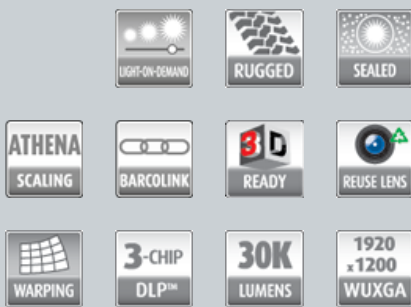 LIGHT-ON-DEMAND
RUGGED
SEALED
ATHENA
SCALING
BARCOLINK
3D
READY
REUSE LENS
WARPING
3-CHIP
DLP™
30K
LUMENS
1920
x1200
WUXGA